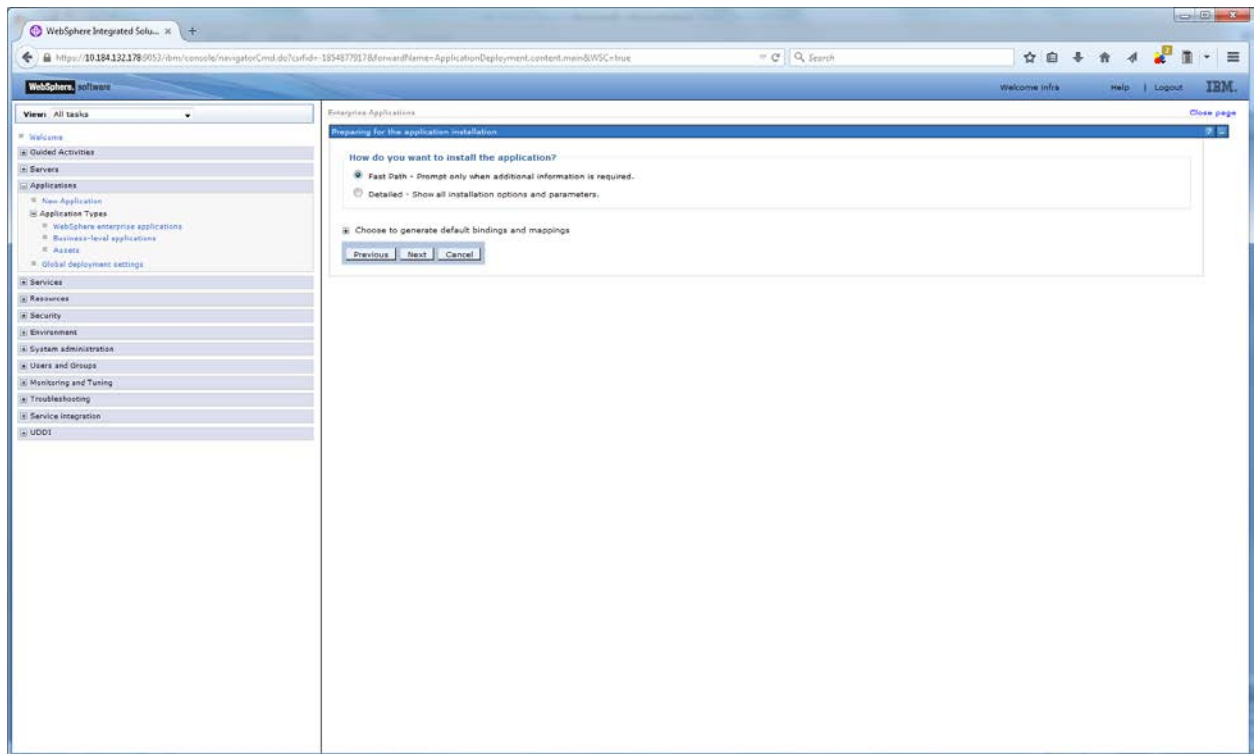 WebSphere Integrated Solu...
https://10.184.132.178:9053/ibm/console/navigatorCmd.do?csrfid=-1854877917&forwardName=ApplicationDeployment.content.main&WSC=true
Search
WebSphere. software
Welcome infra
Help | Logout
IBM.
View: All tasks
Welcome
Guided Activities
Servers
Applications
New Application
Application Types
WebSphere enterprise applications
Business-level applications
Assets
Global deployment settings
Services
Resources
Security
Environment
System administration
Users and Groups
Monitoring and Tuning
Troubleshooting
Service integration
UDDI
Enterprise Applications
Close page
Preparing for the application installation
? -
How do you want to install the application?
Fast Path - Prompt only when additional information is required.
Detailed - Show all installation options and parameters.
Choose to generate default bindings and mappings
Previous Next Cancel